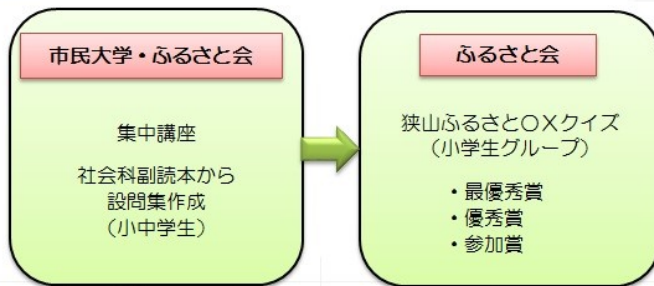 市民大学・ふるさと会
集中講座
社会科副読本から
設問集作成
（小中学生）
ふるさと会
狭山ふるさと〇Xクイズ
（小学生グループ）
・最優秀賞
・優秀賞
・参加賞